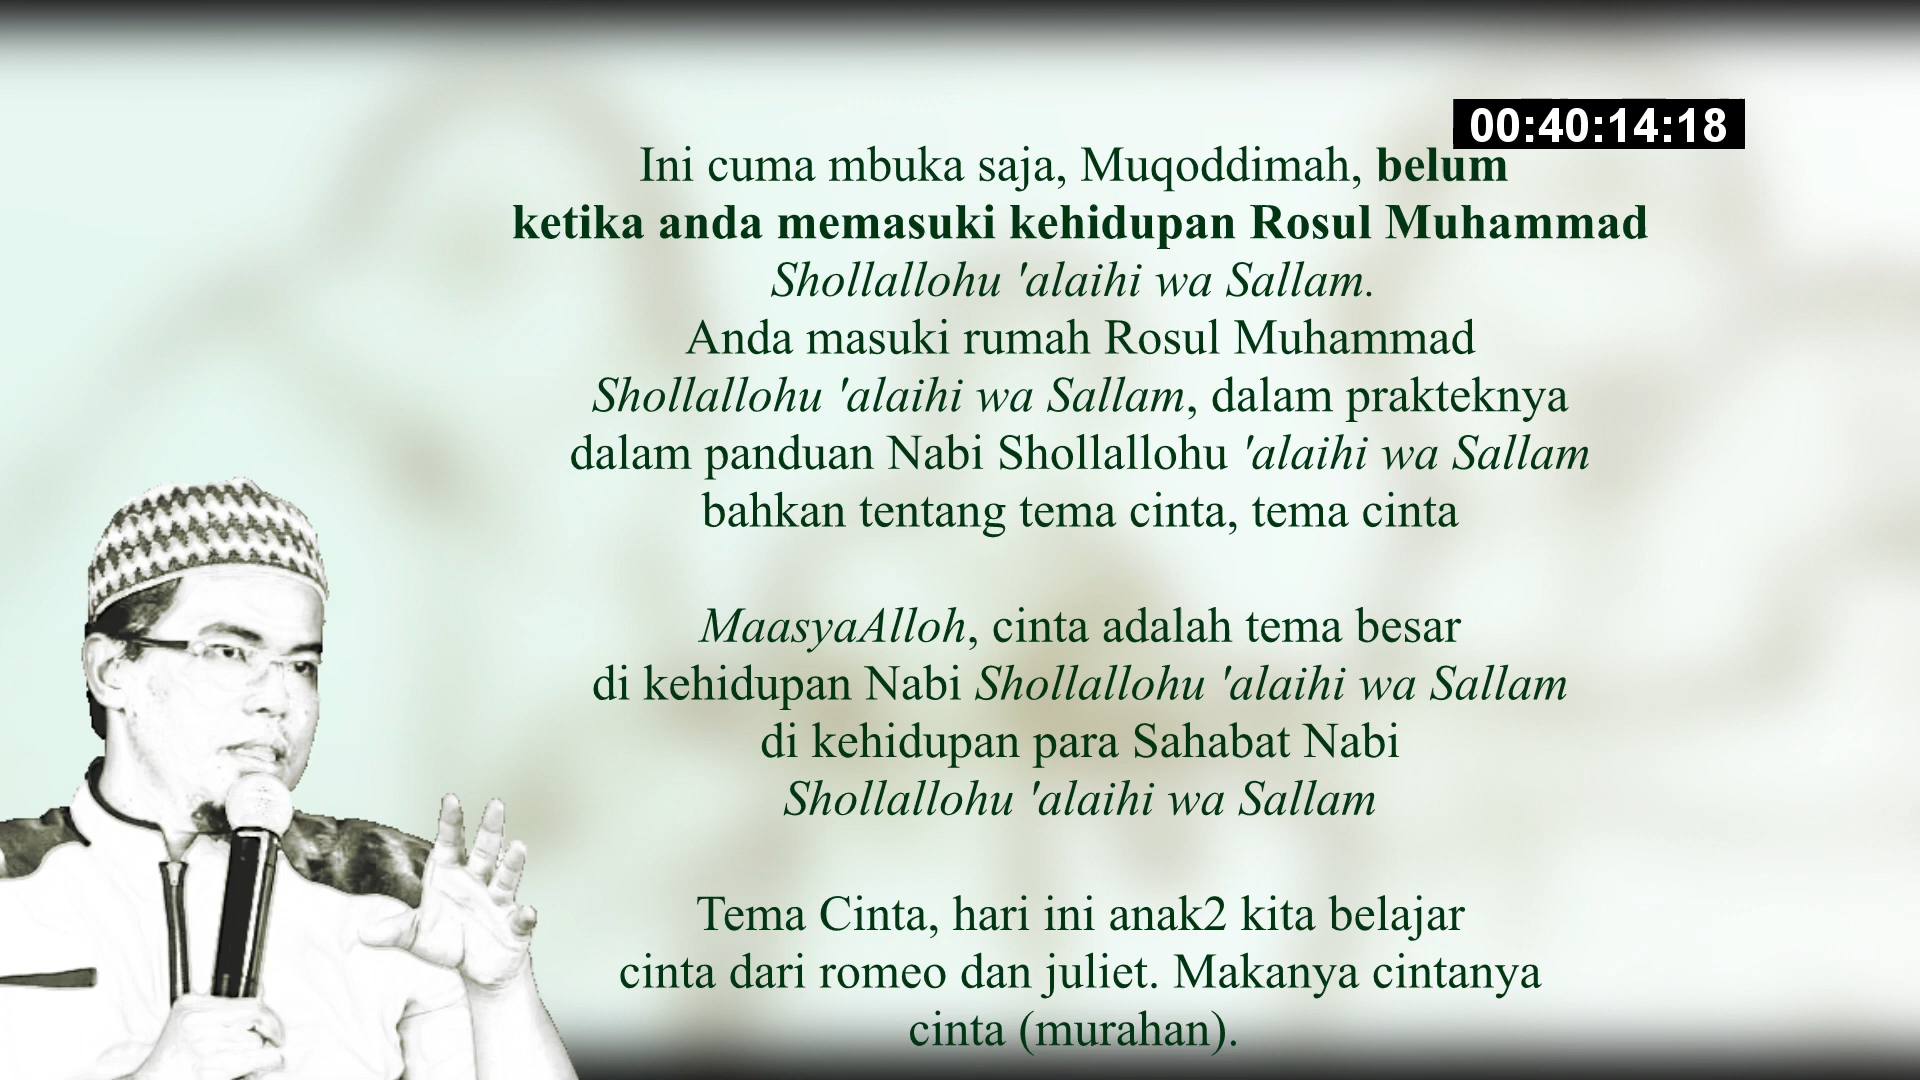 00:40:14:18
Ini cuma mbuka saja, Muqoddimah, belum
ketika anda memasuki kehidupan Rosul Muhammad
Shollallohu 'alaihi wa Sallam.
Anda masuki rumah Rosul Muhammad
Shollallohu 'alaihi wa Sallam, dalam prakteknya
dalam panduan Nabi Shollallohu 'alaihi wa Sallam
bahkan tentang tema cinta, tema cinta
MaasyaAlloh, cinta adalah tema besar
di kehidupan Nabi Shollallohu 'alaihi wa Sallam
di kehidupan para Sahabat Nabi
Shollallohu 'alaihi wa Sallam
Tema Cinta, hari ini anak2 kita belajar
cinta dari romeo dan juliet. Makanya cintanya
cinta (murahan).